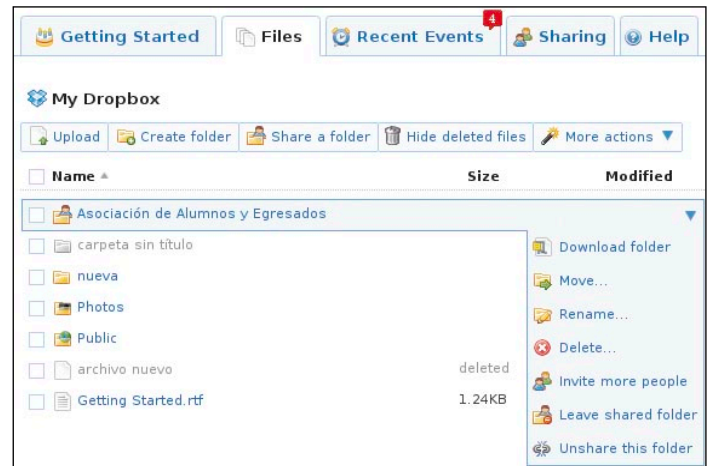 Getting Started Files Recent Events 4 Sharing Help
My Dropbox
Upload Create folder Share a folder Hide deleted files More actions
Name Size Modified
Asociación de Alumnos y Egresados
carpeta sin título
Download folder
nueva
Move...
Photos
Rename...
Public
Delete...
archivo nuevo deleted
Invite more people
Getting Started.rtf 1.24KB
Leave shared folder
Unshare this folder